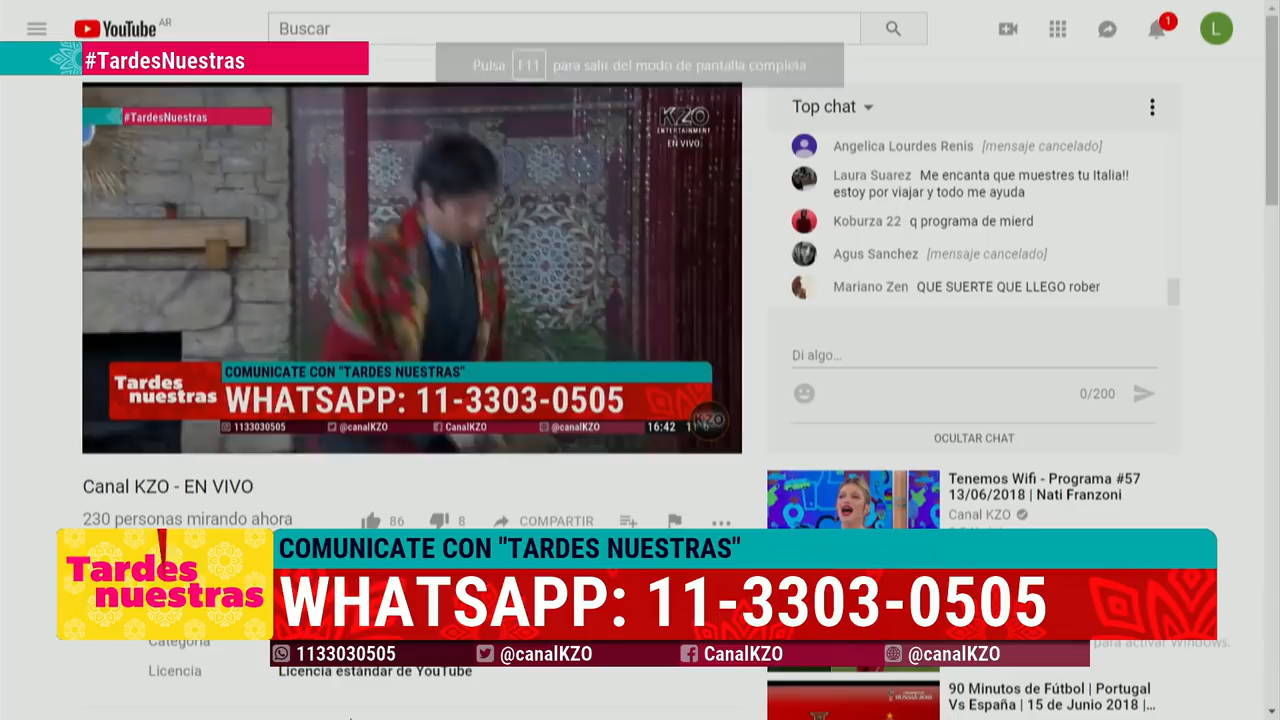 YouTube AR
Buscar
1
L
#TardesNuestras
Pulsa F11 para salir del modo de pantalla completa
#TardesNuestras
KZO
ENTERTAINMENT
EN VIVO
Top chat
Angelica Lourdes Renis [mensaje cancelado]
Laura Suarez Me encanta que muestres tu Italia!!
estoy por viajar y todo me ayuda
Koburza 22 q programa de mierd
Agus Sanchez [mensaje cancelado]
Mariano Zen QUE SUERTE QUE LLEGO rober
Di algo...
0/200
OCULTAR CHAT
Tardes
nuestras
COMUNICATE CON "TARDES NUESTRAS"
WHATSAPP: 11-3303-0505
1133030505 @canalKZO CanalKZO @canalKZO
16:42
KZO
Canal KZO - EN VIVO
230 personas mirando ahora
86 8 COMPARTIR
Tenemos Wifi - Programa #57
13/06/2018 | Nati Franzoni
Canal KZO
Tardes
nuestras
COMUNICATE CON "TARDES NUESTRAS"
WHATSAPP: 11-3303-0505
1133030505 @canalKZO CanalKZO @canalKZO
Categoría
para activar Windows.
Licencia Licencia estándar de YouTube
90 Minutos de Fútbol | Portugal
Vs España | 15 de Junio 2018 |...